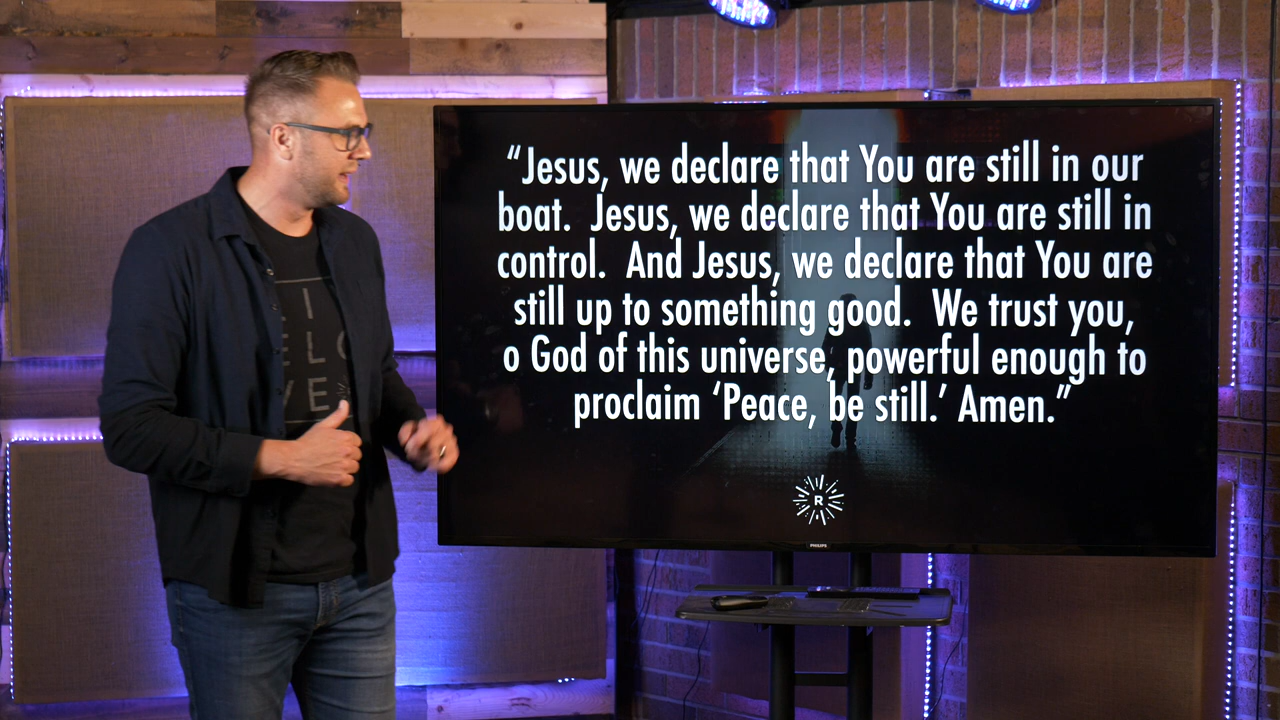 “Jesus, we declare that You are still in our
boat.  Jesus, we declare that You are still in
control.  And Jesus, we declare that You are
still up to something good.  We trust you,
o God of this universe, powerful enough to
proclaim ‘Peace, be still.’ Amen.”
R
PHILIPS
I
ELO
VE